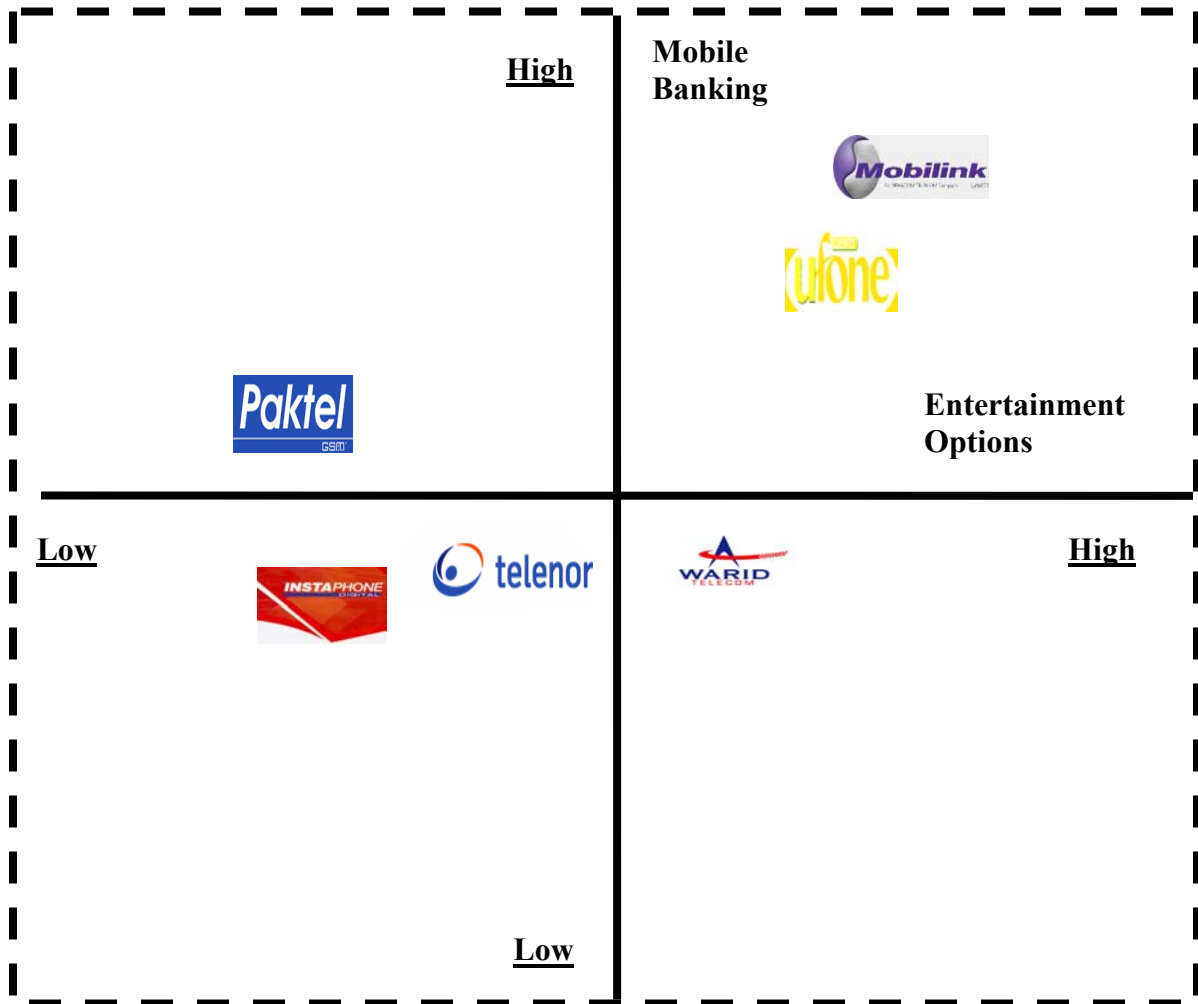 High
Mobile
Banking
Mobilink
ufone
Paktel
GSM
Entertainment
Options
Low
High
INSTAPHONE
DIGITAL
telenor
WARID
TELECOM
Low